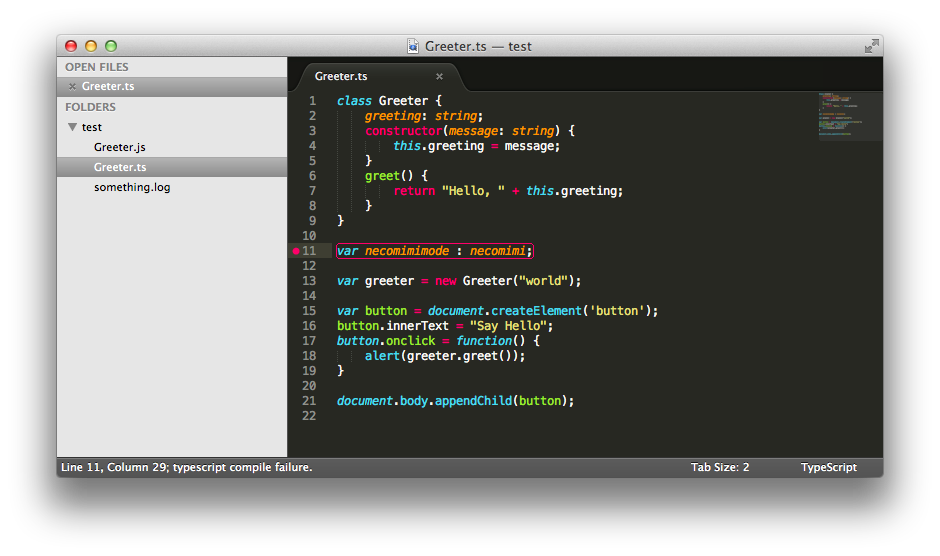 Greeter.ts — test
OPEN FILES
× Greeter.ts
FOLDERS
▼ test
Greeter.js
Greeter.ts
something.log
Greeter.ts ×
1 class Greeter {
2 greeting: string;
3 constructor(message: string) {
4 this.greeting = message;
5 }
6 greet() {
7 return "Hello, " + this.greeting;
8 }
9 }
10
11 var necomimimode : necomimi;
12
13 var greeter = new Greeter("world");
14
15 var button = document.createElement('button');
16 button.innerText = "Say Hello";
17 button.onclick = function() {
18 alert(greeter.greet());
19 }
20
21 document.body.appendChild(button);
22
Line 11, Column 29; typescript compile failure. Tab Size: 2 TypeScript